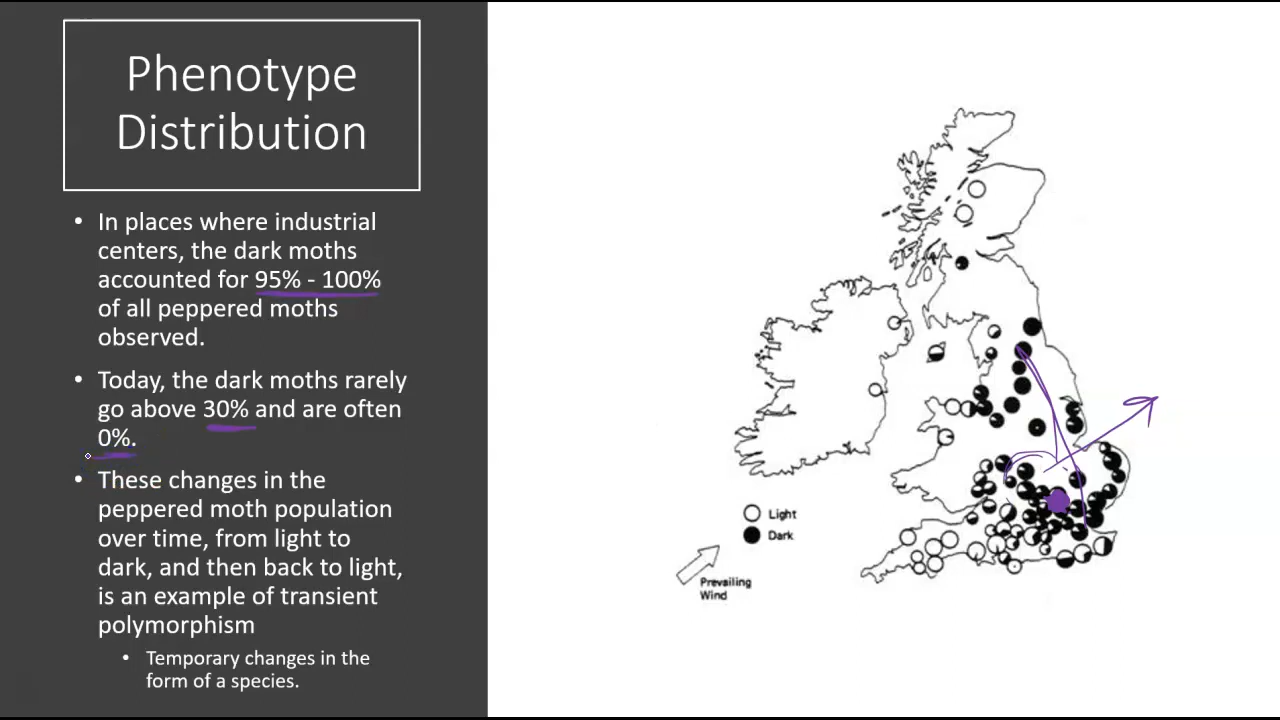 Phenotype
Distribution
• In places where industrial
centers, the dark moths
accounted for 95% - 100%
of all peppered moths
observed.
• Today, the dark moths rarely
go above 30% and are often
0%.
• These changes in the
peppered moth population
over time, from light to
dark, and then back to light,
is an example of transient
polymorphism
• Temporary changes in the
form of a species.
Light
Dark
Prevailing
Wind